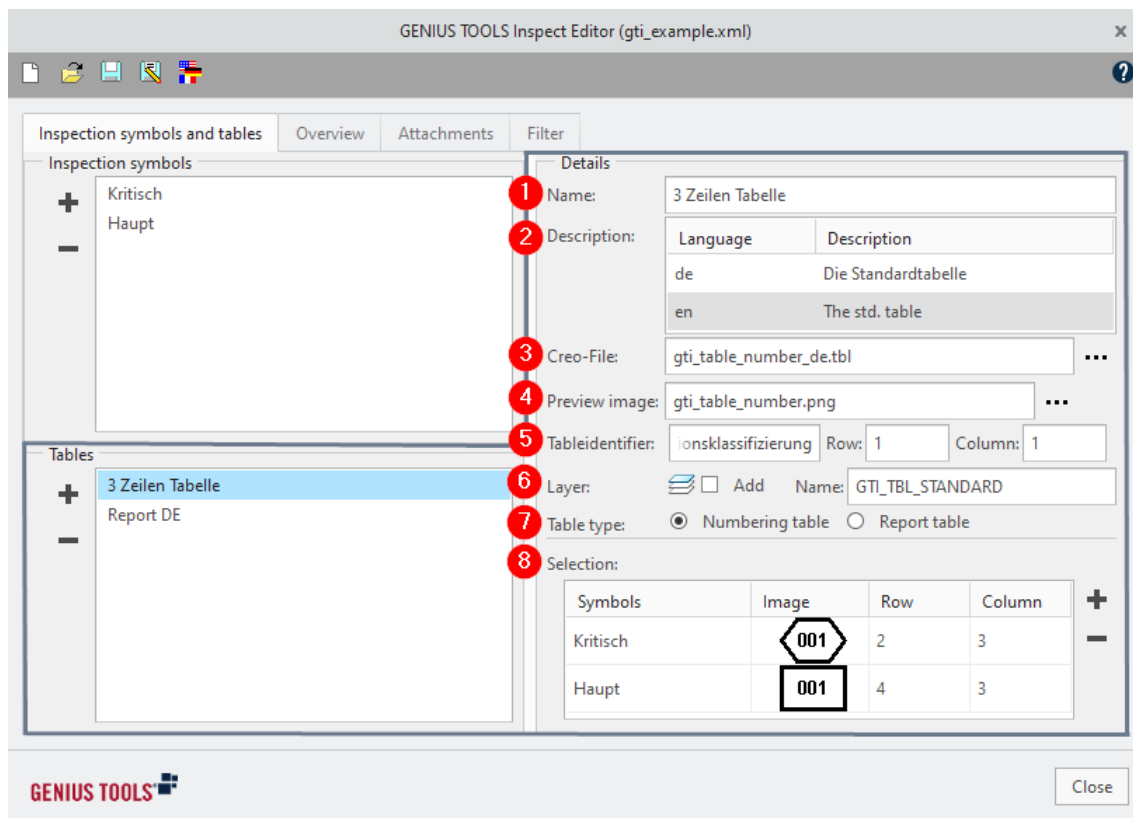 GENIUS TOOLS Inspect Editor (gti_example.xml)
Inspection symbols and tables Overview Attachments Filter
Inspection symbols
Kritisch
Haupt
Tables
3 Zeilen Tabelle
Report DE
Details
1 Name: 3 Zeilen Tabelle
2 Description: Language Description
de Die Standardtabelle
en The std. table
3 Creo-File: gti_table_number_de.tbl ...
4 Preview image: gti_table_number.png ...
5 Tableidentifier: ionsklassifizierung Row: 1 Column: 1
6 Layer: Add Name: GTI_TBL_STANDARD
7 Table type: Numbering table Report table
8 Selection:
Symbols Image Row Column
Kritisch 001 2 3
Haupt 001 4 3
GENIUS TOOLS
Close